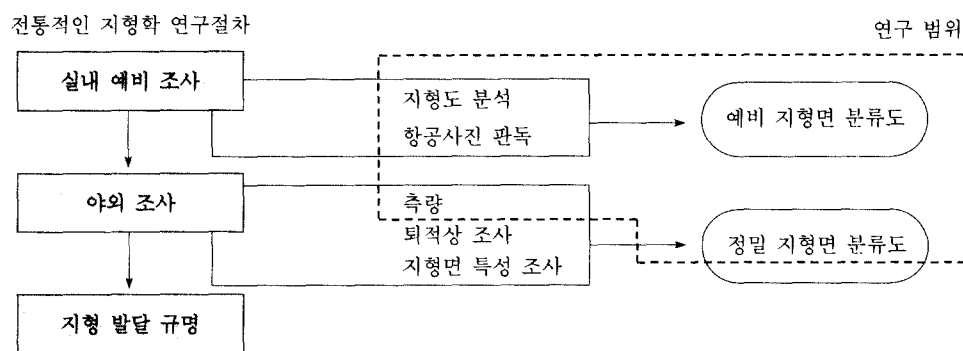 전통적인 지형학 연구절차
연구 범위
실내 예비 조사
지형도 분석
항공사진 판독
예비 지형면 분류도
야외 조사
측량
퇴적상 조사
지형면 특성 조사
정밀 지형면 분류도
지형 발달 규명